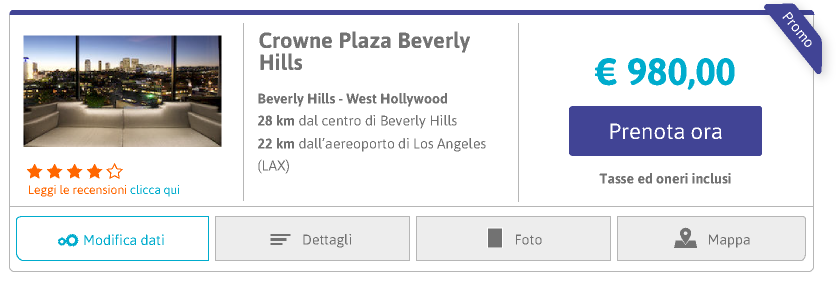 Promo
Crowne Plaza Beverly
Hills
Beverly Hills - West Hollywood
28 km dal centro di Beverly Hills
22 km dall'aereoporto di Los Angeles
(LAX)
Leggi le recensioni clicca qui
€ 980,00
Prenota ora
Tasse ed oneri inclusi
Modifica dati
Dettagli
Foto
Mappa